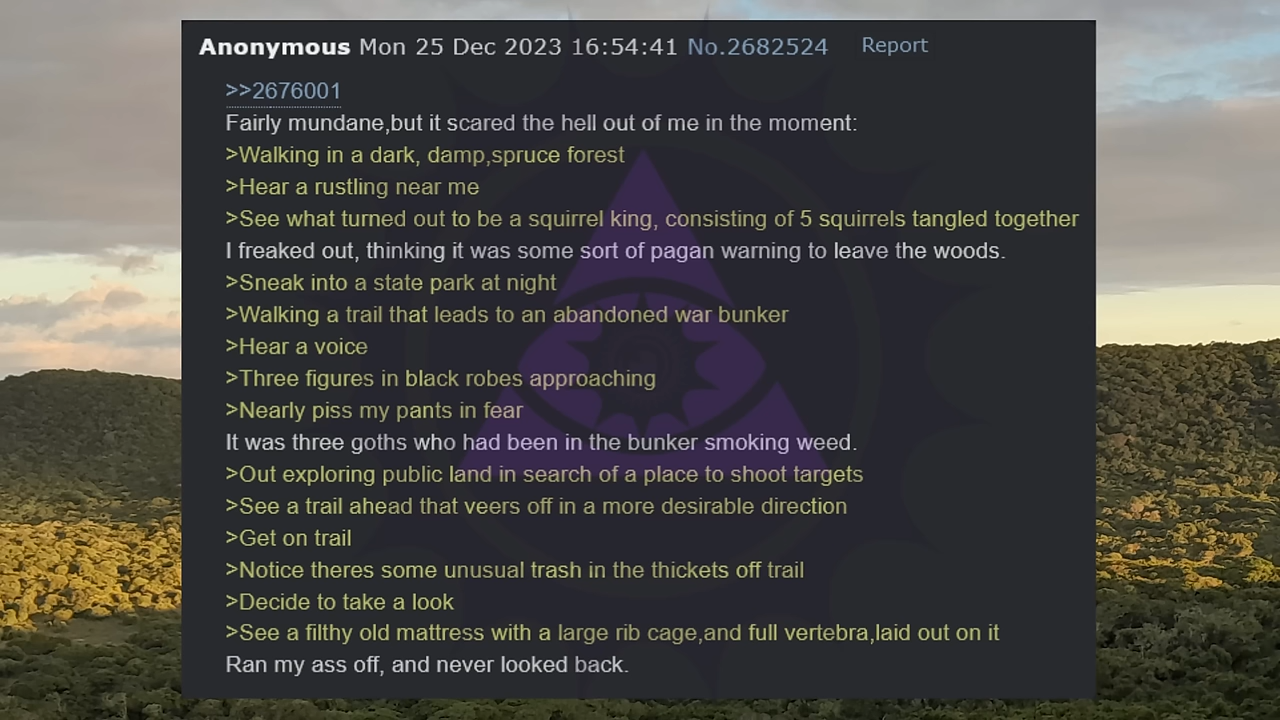 Anonymous Mon 25 Dec 2023 16:54:41 No.2682524 Report
>>2676001
Fairly mundane,but it scared the hell out of me in the moment:
>Walking in a dark, damp,spruce forest
>Hear a rustling near me
>See what turned out to be a squirrel king, consisting of 5 squirrels tangled together
I freaked out, thinking it was some sort of pagan warning to leave the woods.
>Sneak into a state park at night
>Walking a trail that leads to an abandoned war bunker
>Hear a voice
>Three figures in black robes approaching
>Nearly piss my pants in fear
It was three goths who had been in the bunker smoking weed.
>Out exploring public land in search of a place to shoot targets
>See a trail ahead that veers off in a more desirable direction
>Get on trail
>Notice theres some unusual trash in the thickets off trail
>Decide to take a look
>See a filthy old mattress with a large rib cage,and full vertebra,laid out on it
Ran my ass off, and never looked back.